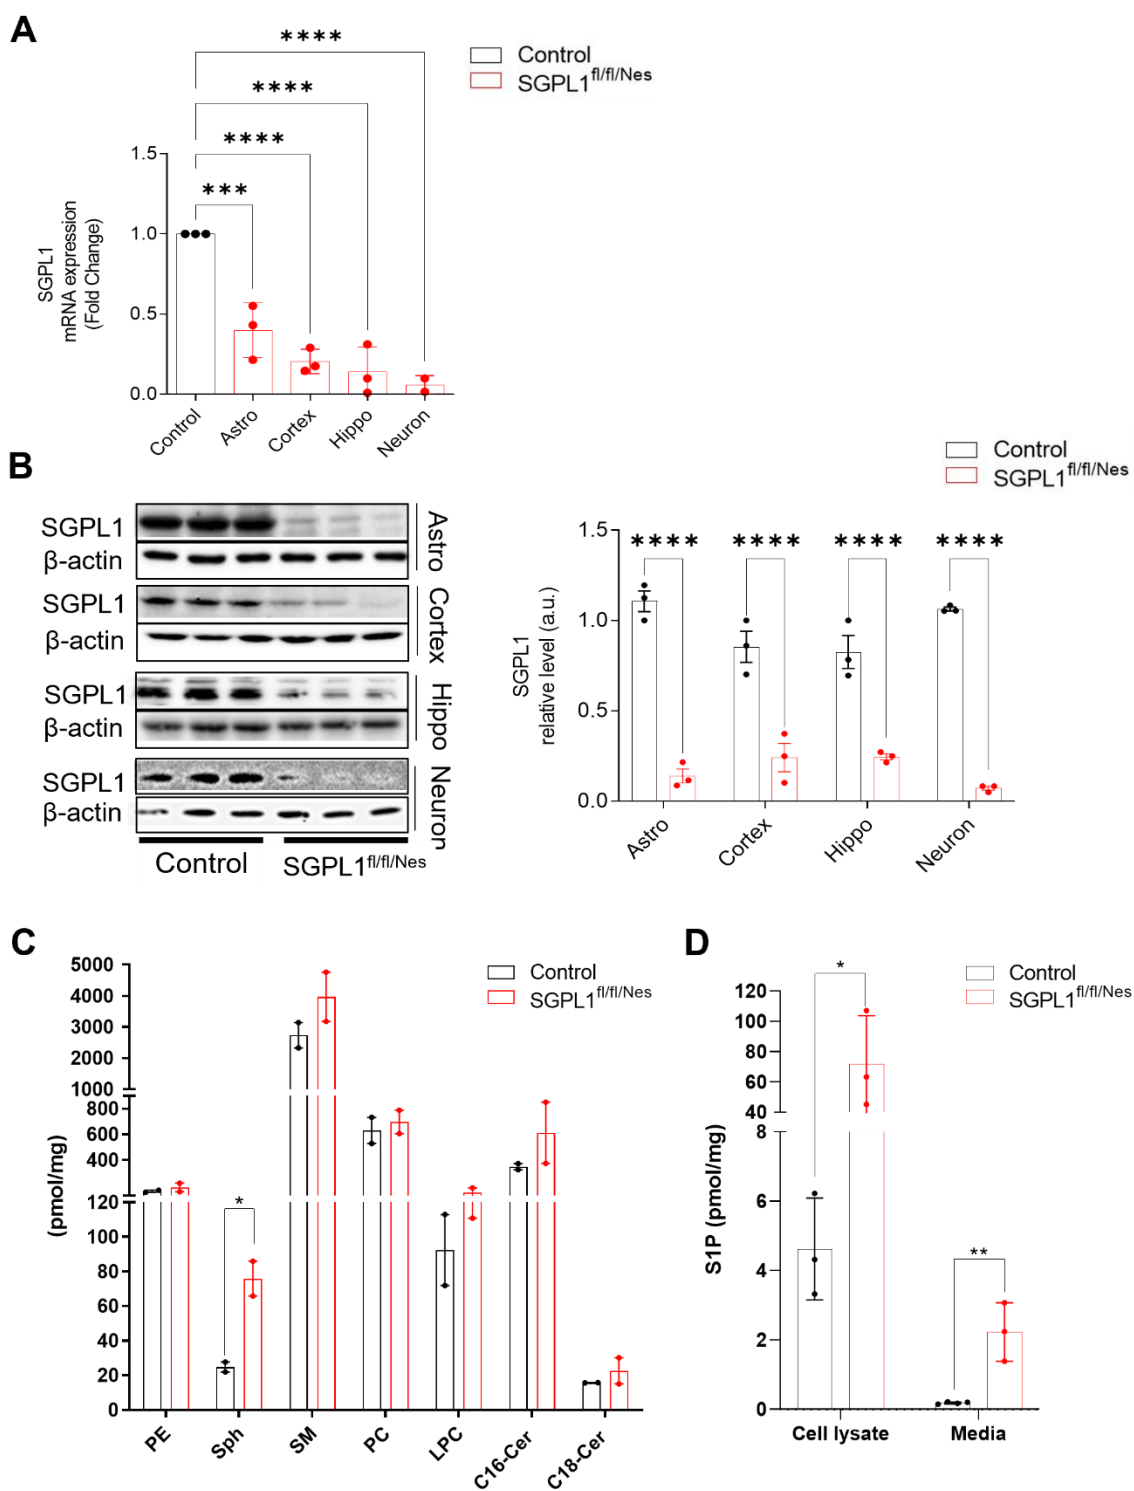 A
Control
SGPL1fl/fl/Nes
****
****
****
***
SGPL1
mRNA expression
(Fold Change)
1.5
1.0
0.5
0.0
Control
Astro
Cortex
Hippo
Neuron
B
SGPL1
β-actin
Astro
SGPL1
β-actin
Cortex
SGPL1
β-actin
Hippo
SGPL1
β-actin
Neuron
Control
SGPL1fl/fl/Nes
Control
SGPL1fl/fl/Nes
SGPL1
relative level (a.u.)
1.5
1.0
0.5
0.0
****
****
****
****
Astro
Cortex
Hippo
Neuron
C
Control
SGPL1fl/fl/Nes
(pmol/mg)
5000
4000
3000
2000
1000
800
600
400
120
100
80
60
40
20
0
*
PE
Sph
SM
PC
LPC
C16-Cer
C18-Cer
D
Control
SGPL1fl/fl/Nes
S1P (pmol/mg)
120
100
80
60
40
8
6
4
2
0
*
**
Cell lysate
Media